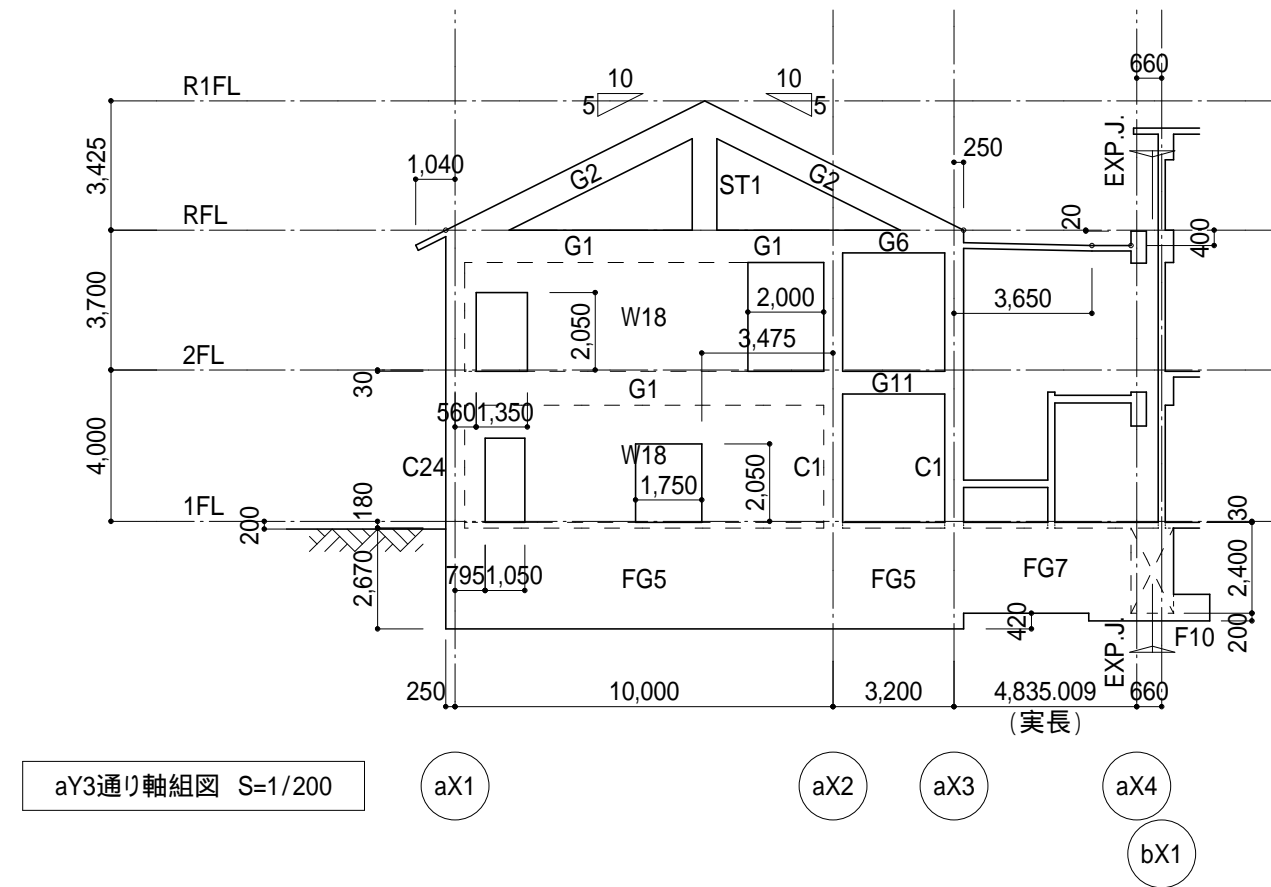 660
R1FL
10
10
5
5
EXP.J.
3,425
1,040
250
G2
G2
ST1
RFL
20
400
G1
G1
G6
3,700
2,050
W18
2,000
3,650
3,475
2FL
30
G1
G11
560
1,350
4,000
C24
W18
C1
C1
1,750
2,050
1FL
180
200
30
2,670
795
1,050
FG5
FG5
FG7
2,400
420
200
F10
EXP.J.
250
10,000
3,200
4,835.009
660
(実長)
aY3通り軸組図 S=1/200
aX1
aX2
aX3
aX4
bX1